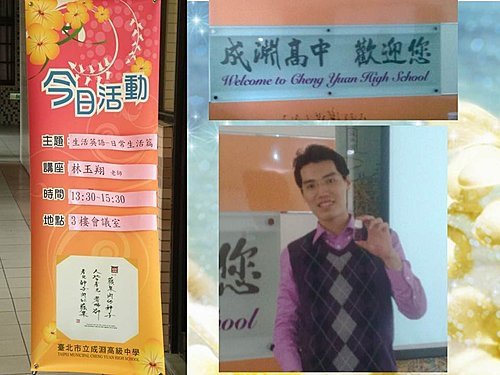 今日活動
主題：生活英語-日常生活篇
講座 林玉翔 老師
時間 13:30~15:30
地點 3樓會議室
臺北市立成淵高級中學
TAIPEI MUNICIPAL CHENG YUAN HIGH SCHOOL
成淵高中 歡迎您
Welcome to Cheng Yuan High School
您
ool